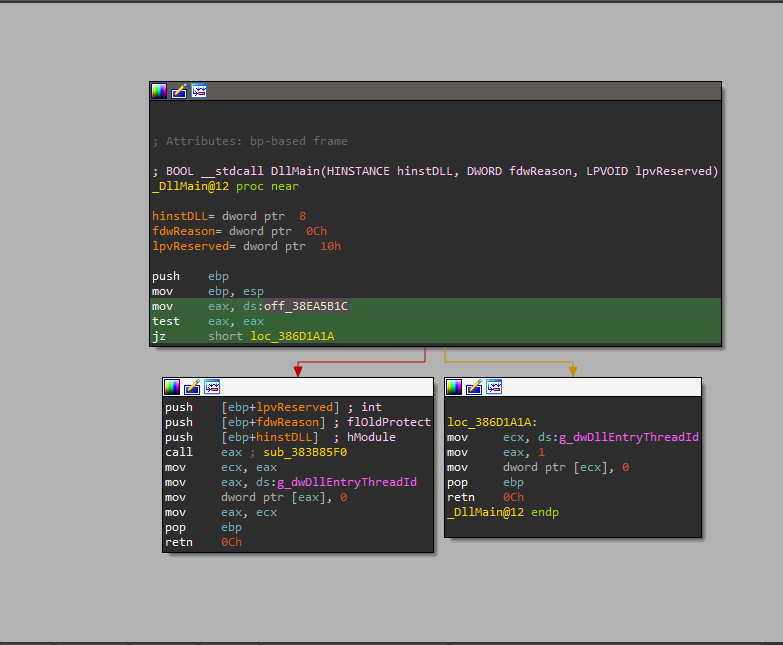 ; Attributes: bp-based frame
; BOOL __stdcall DllMain(HINSTANCE hinstDLL, DWORD fdwReason, LPVOID lpvReserved)
_DllMain@12 proc near
hinstDLL= dword ptr  8
fdwReason= dword ptr  0Ch
lpvReserved= dword ptr  10h
push    ebp
mov     ebp, esp
mov     eax, ds:off_38EA5B1C
test    eax, eax
jz      short loc_386D1A1A
push    [ebp+lpvReserved] ; int
push    [ebp+fdwReason] ; flOldProtect
push    [ebp+hinstDLL]  ; hModule
call    eax ; sub_383B85F0
mov     ecx, eax
mov     eax, ds:g_dwDllEntryThreadId
mov     dword ptr [eax], 0
mov     eax, ecx
pop     ebp
retn    0Ch
loc_386D1A1A:
mov     ecx, ds:g_dwDllEntryThreadId
mov     eax, 1
mov     dword ptr [ecx], 0
pop     ebp
retn    0Ch
_DllMain@12 endp